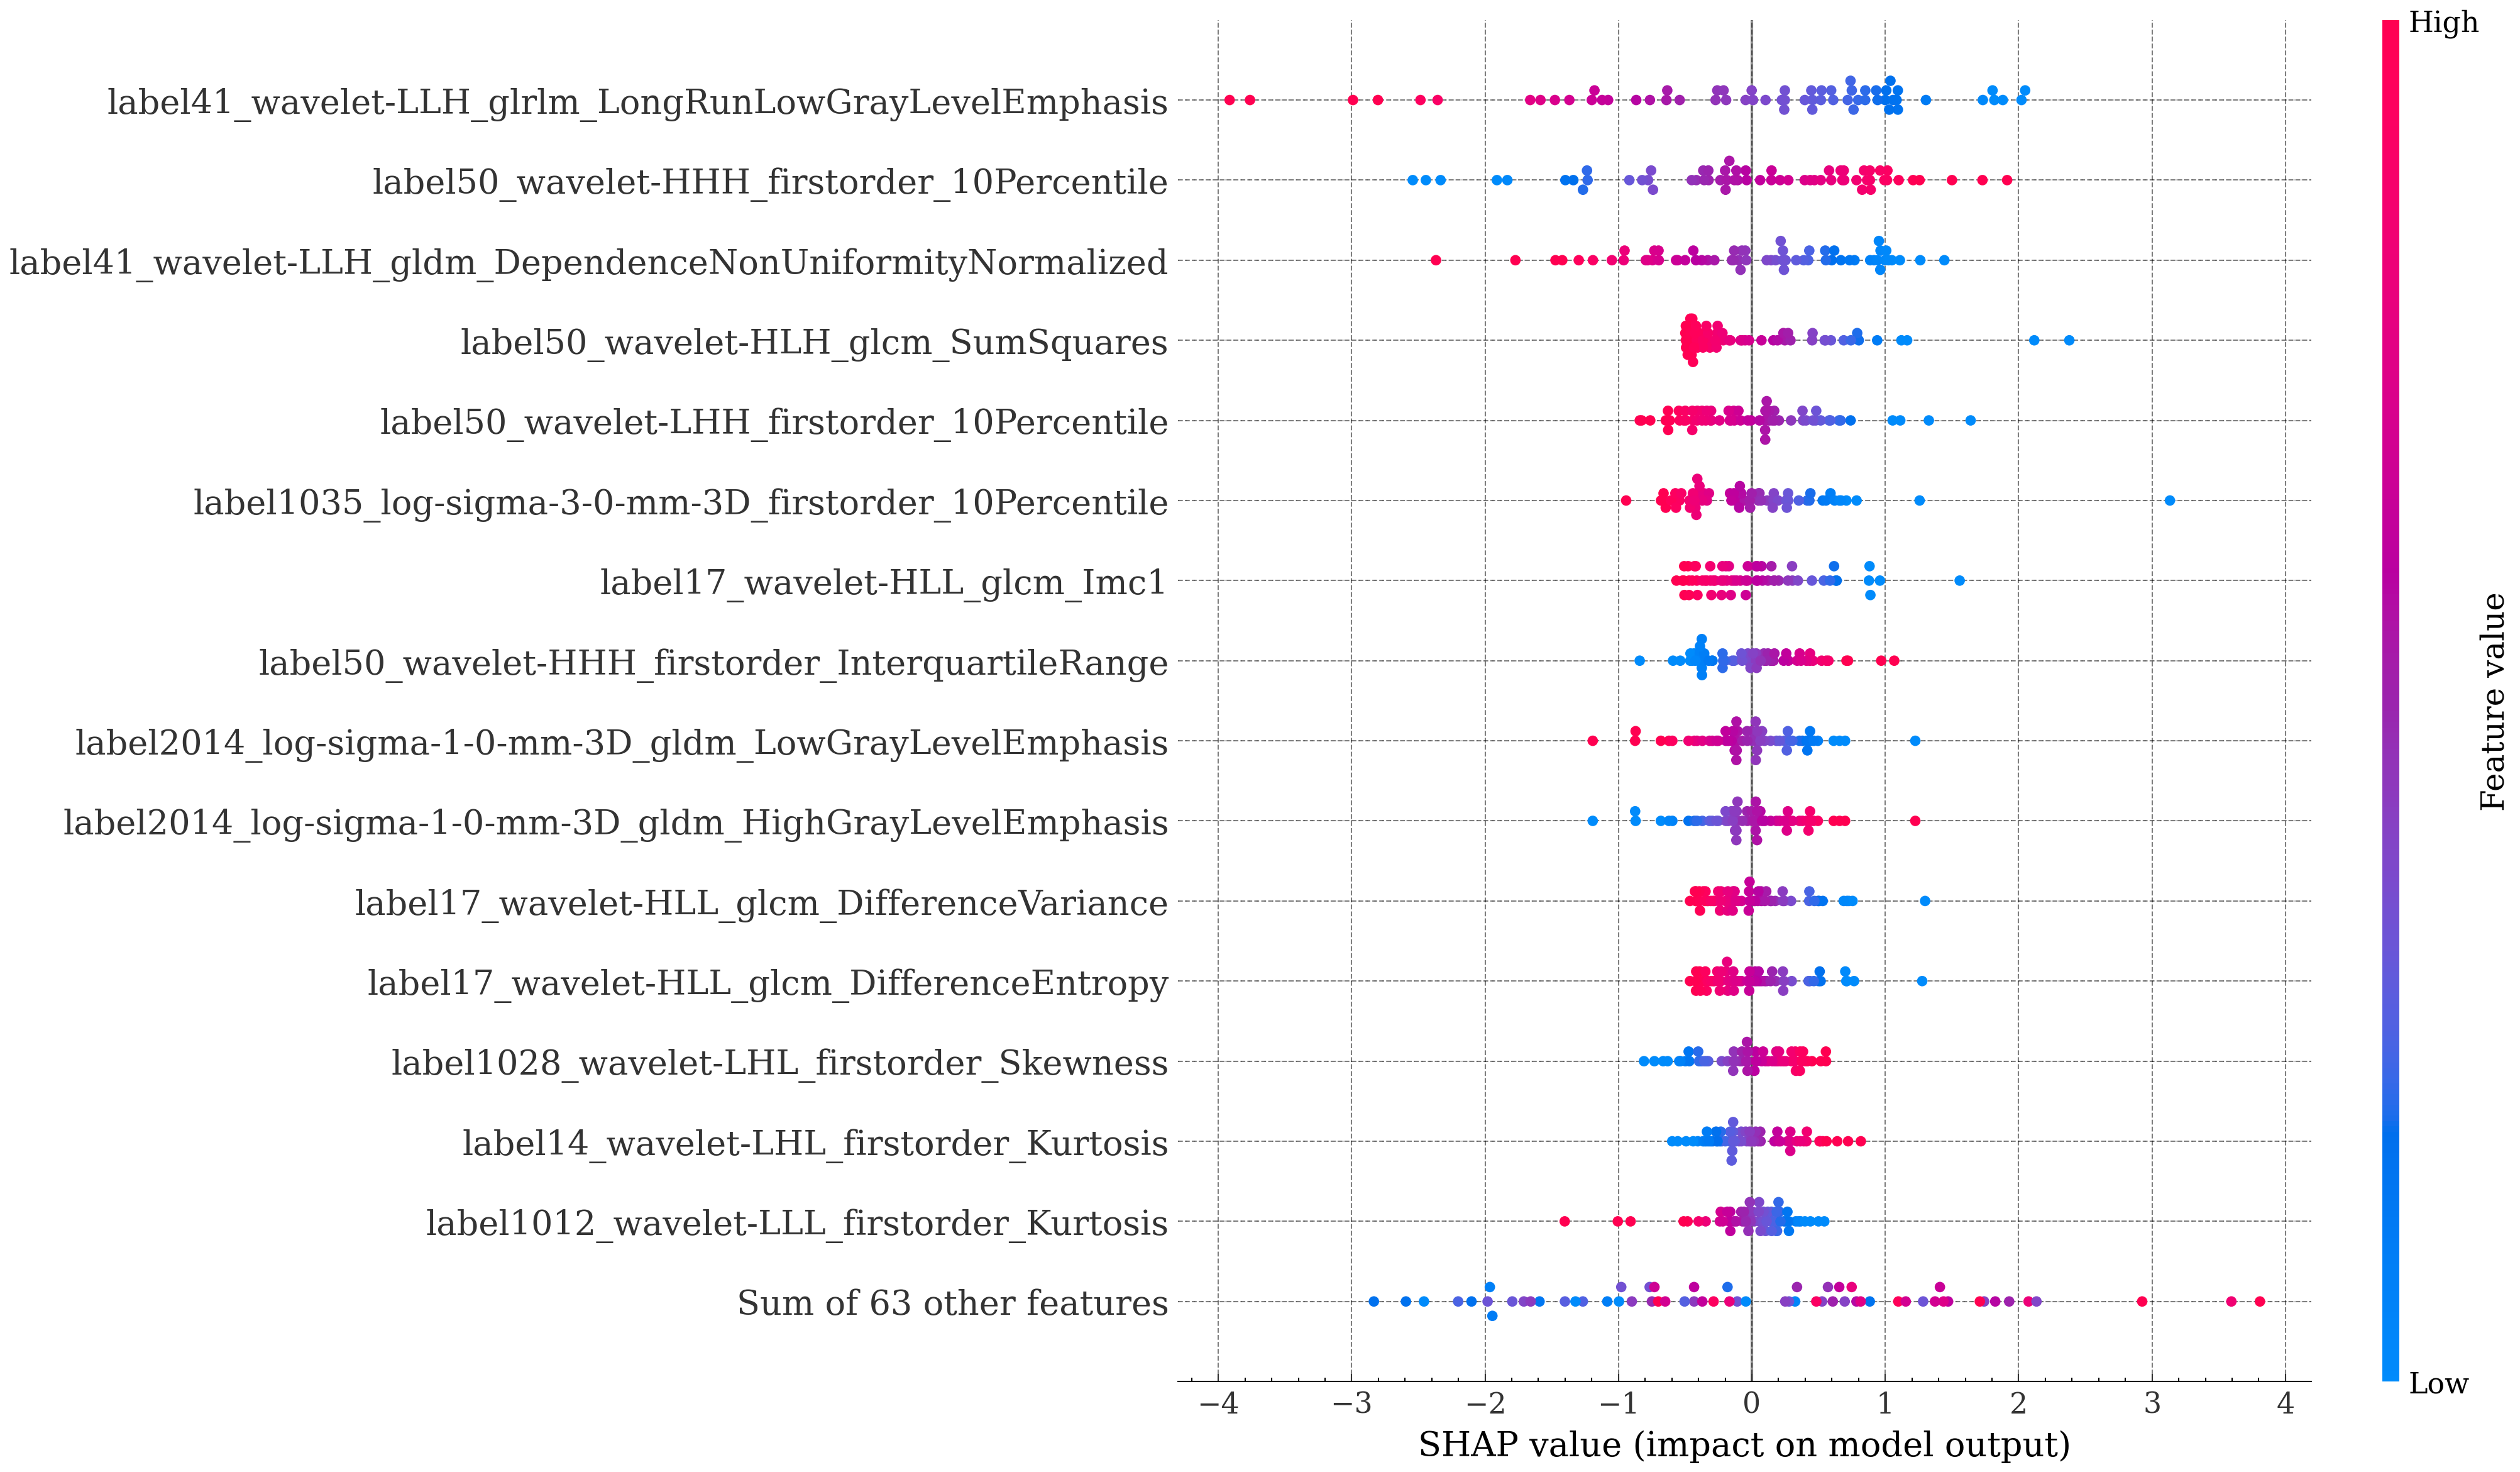 High
label41_wavelet-LLH_glrlm_LongRunLowGrayLevelEmphasis
label50_wavelet-HHH_firstorder_10Percentile
label41_wavelet-LLH_gldm_DependenceNonUniformityNormalized
label50_wavelet-HLH_glcm_SumSquares
label50_wavelet-LHH_firstorder_10Percentile
label1035_log-sigma-3-0-mm-3D_firstorder_10Percentile
label17_wavelet-HLL_glcm_Imc1
label50_wavelet-HHH_firstorder_InterquartileRange
label2014_log-sigma-1-0-mm-3D_gldm_LowGrayLevelEmphasis
label2014_log-sigma-1-0-mm-3D_gldm_HighGrayLevelEmphasis
label17_wavelet-HLL_glcm_DifferenceVariance
label17_wavelet-HLL_glcm_DifferenceEntropy
label1028_wavelet-LHL_firstorder_Skewness
label14_wavelet-LHL_firstorder_Kurtosis
label1012_wavelet-LLL_firstorder_Kurtosis
Sum of 63 other features
Feature value
Low
−4 −3 −2 −1 0 1 2 3 4
SHAP value (impact on model output)